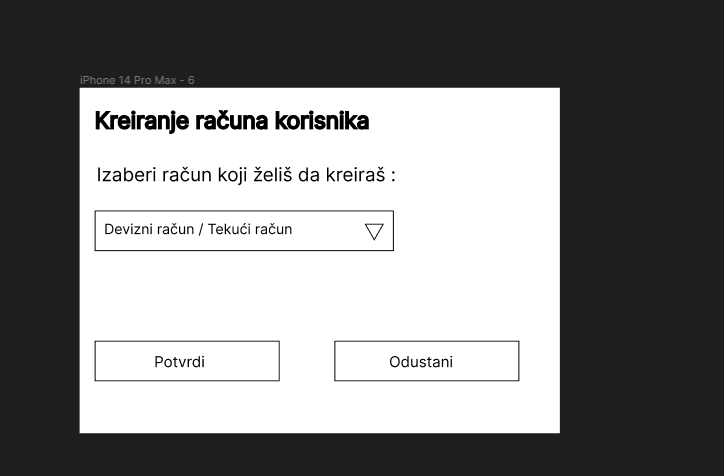 iPhone 14 Pro Max - 6
Kreiranje računa korisnika
Izaberi račun koji želiš da kreiraš :
Devizni račun / Tekući račun
Potvrdi
Odustani